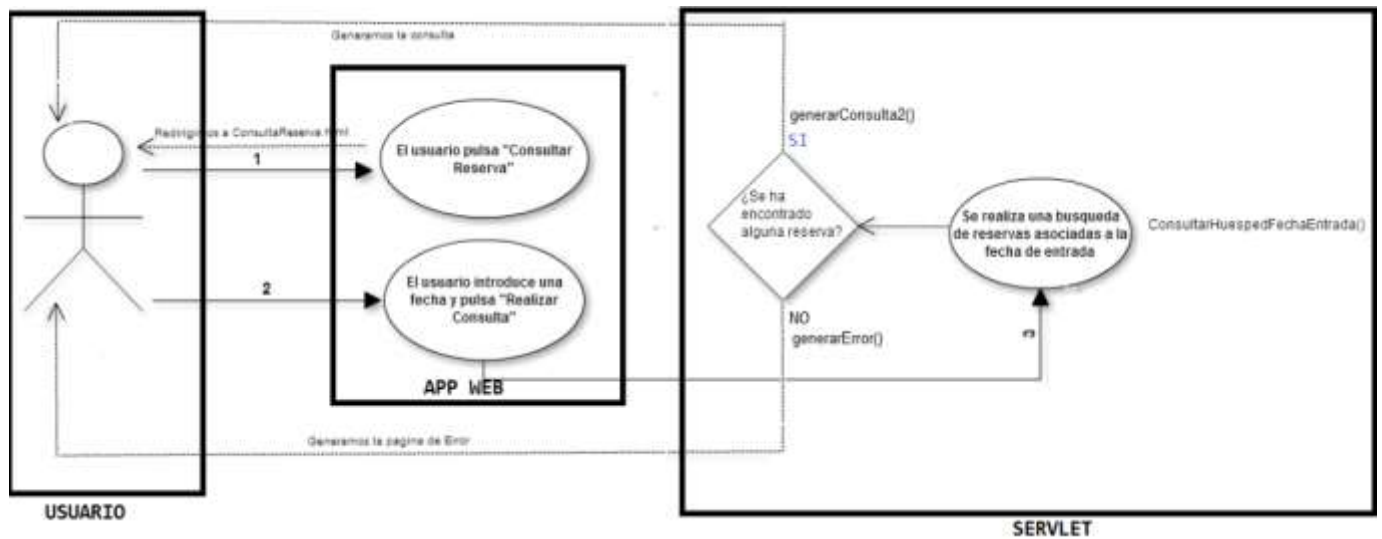 Generamos la consulta
generarConsulta2()
SI
Redirigimos a ConsultaReserva.html
1
El usuario pulsa "Consultar
Reserva"
¿Se ha
encontrado
alguna reserva?
Se realiza una busqueda
de reservas asociadas a la
fecha de entrada
ConsultarHuespedFechaEntrada()
2
El usuario introduce una
fecha y pulsa "Realizar
Consulta"
NO
generarError()
3
APP WEB
Generamos la pagina de Error
USUARIO
SERVLET